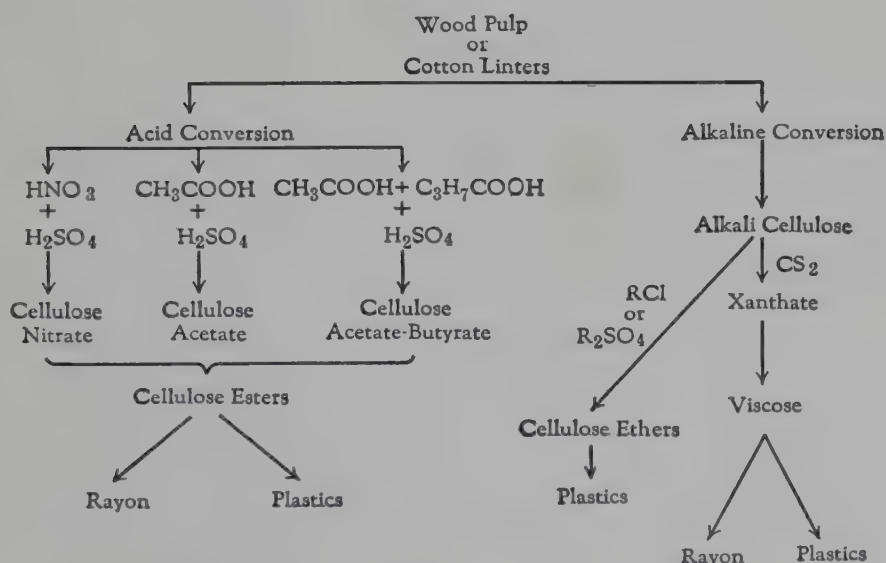 Wood Pulp
or
Cotton Linters
Acid Conversion
Alkaline Conversion
HNO₃
+
H₂SO₄
CH₃COOH
+
H₂SO₄
CH₃COOH + C₃H₇COOH
+
H₂SO₄
Alkali Cellulose
CS₂
RCl
or
R₂SO₄
Xanthate
Cellulose
Nitrate
Cellulose
Acetate
Cellulose
Acetate-Butyrate
Cellulose Esters
Viscose
Cellulose Ethers
Rayon
Plastics
Plastics
Rayon
Plastics